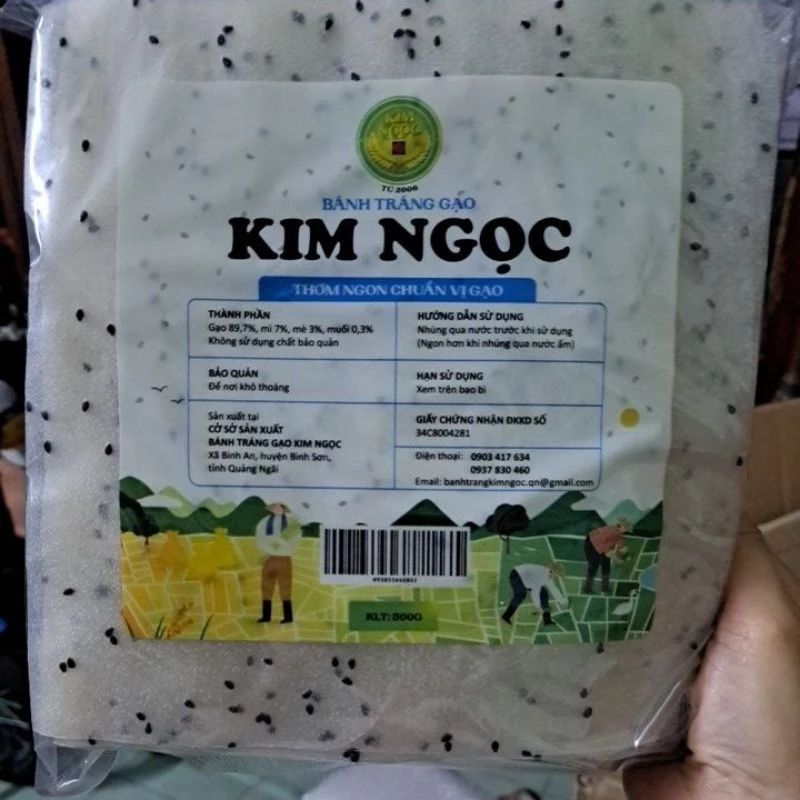 KIM
NGỌC
TỪ 2006
BÁNH TRÁNG GẠO
KIM NGỌC
THƠM NGON CHUẨN VỊ GẠO
THÀNH PHẦN
Gạo 89,7%, mì 7%, mè 3%, muối 0,3%
Không sử dụng chất bảo quản
HƯỚNG DẪN SỬ DỤNG
Nhúng qua nước trước khi sử dụng
(Ngon hơn khi nhúng qua nước ấm)
BẢO QUẢN
Để nơi khô thoáng
HẠN SỬ DỤNG
Xem trên bao bì
Sản xuất tại
CƠ SỞ SẢN XUẤT
BÁNH TRÁNG GẠO KIM NGỌC
Xã Bình An, huyện Bình Sơn,
tỉnh Quảng Ngãi
GIẤY CHỨNG NHẬN ĐKKD SỐ
34C8004281
Điện thoại: 0903 417 634
0937 830 460
Email: banhtrangkimngoc.qn@gmail.com
KLT: 500G